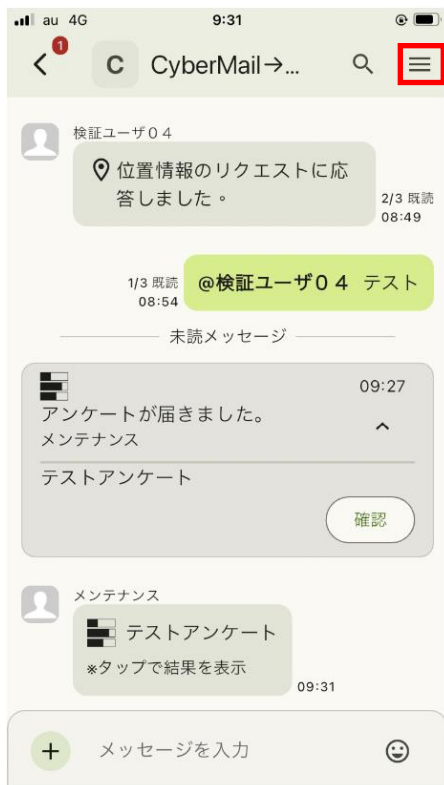 au 4G 9:31
1
C CyberMail→...
検証ユーザ０４
位置情報のリクエストに応
答しました。
2/3 既読
08:49
1/3 既読
08:54
@検証ユーザ０４ テスト
未読メッセージ
09:27
アンケートが届きました。
メンテナンス
テストアンケート
確認
メンテナンス
テストアンケート
※タップで結果を表示
09:31
+ メッセージを入力